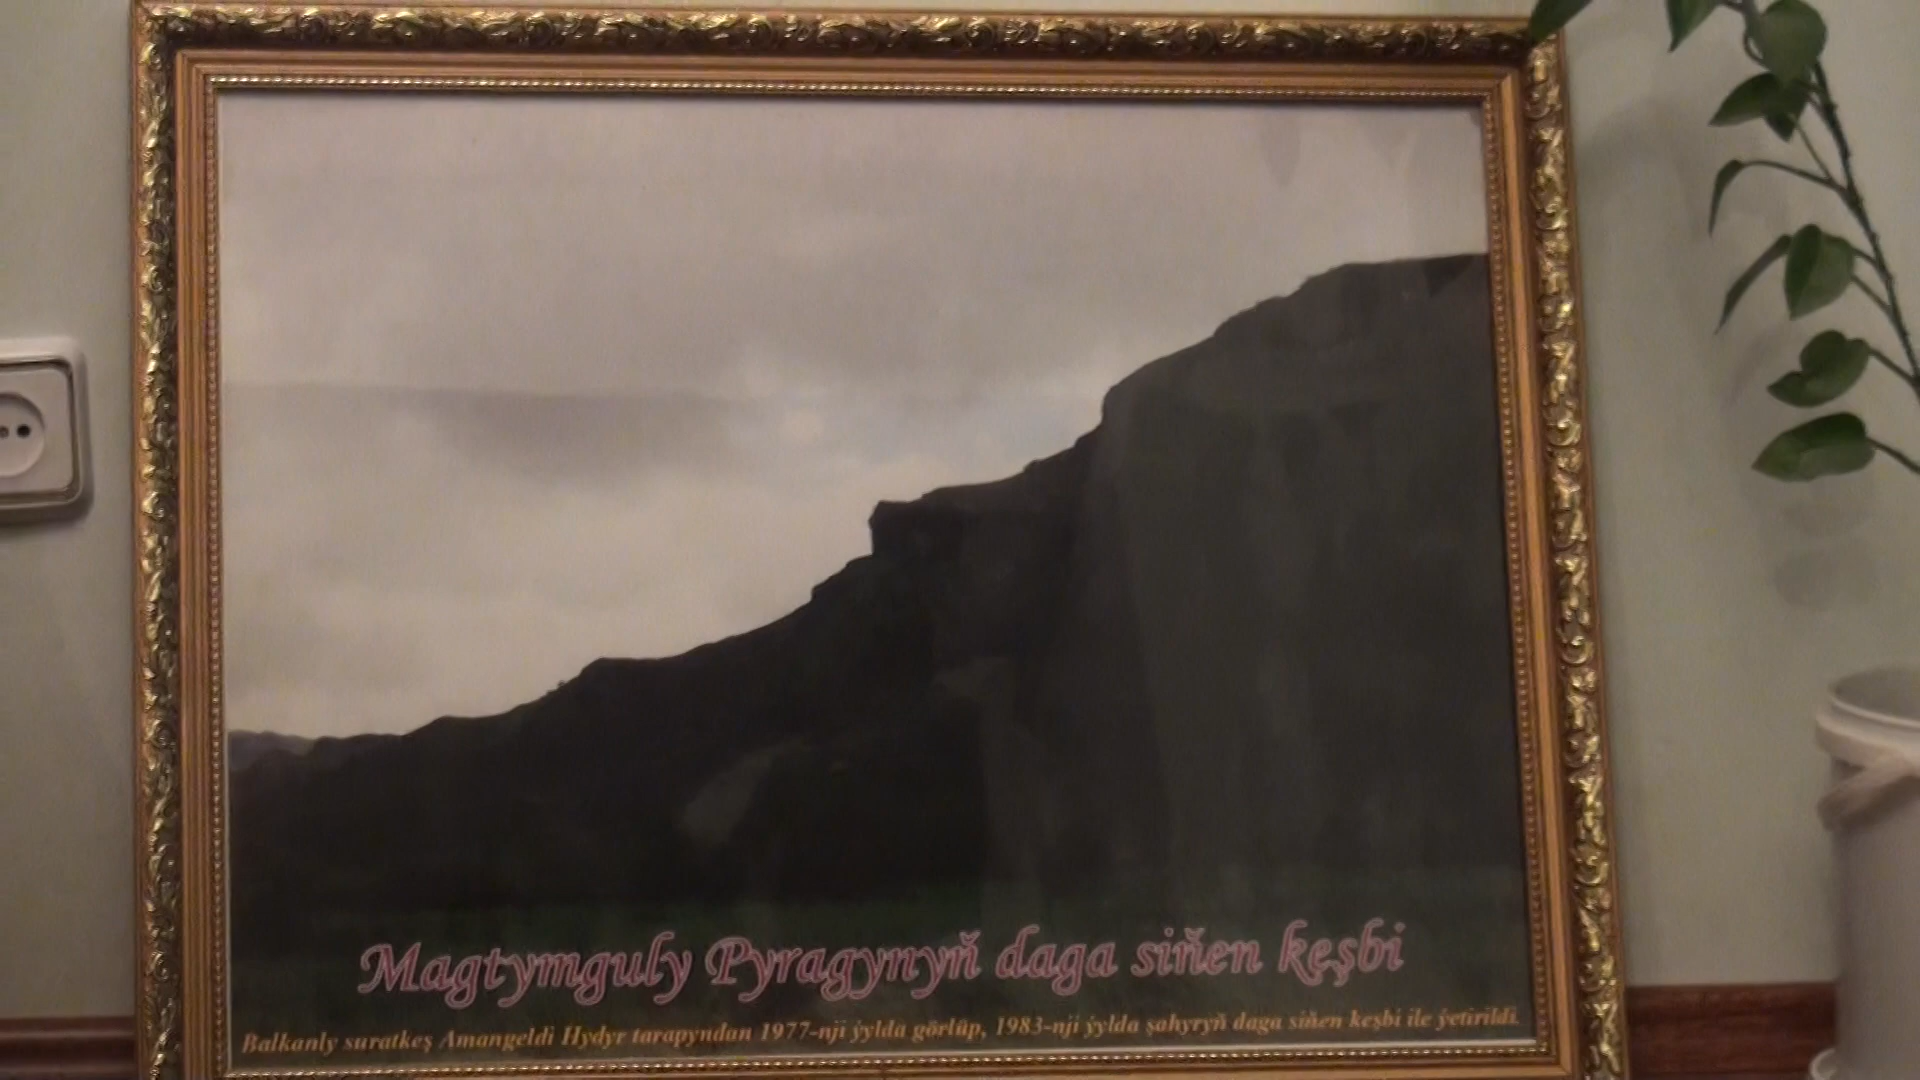 Magtymguly Pyragynyň daga siňen keşbi
Balkanly suratkeş Amangeldi Hydyr tarapyndan 1977-nji ýylda görlüp, 1983-nji ýylda şahyryň daga siňen keşbi ile ýetirildi.